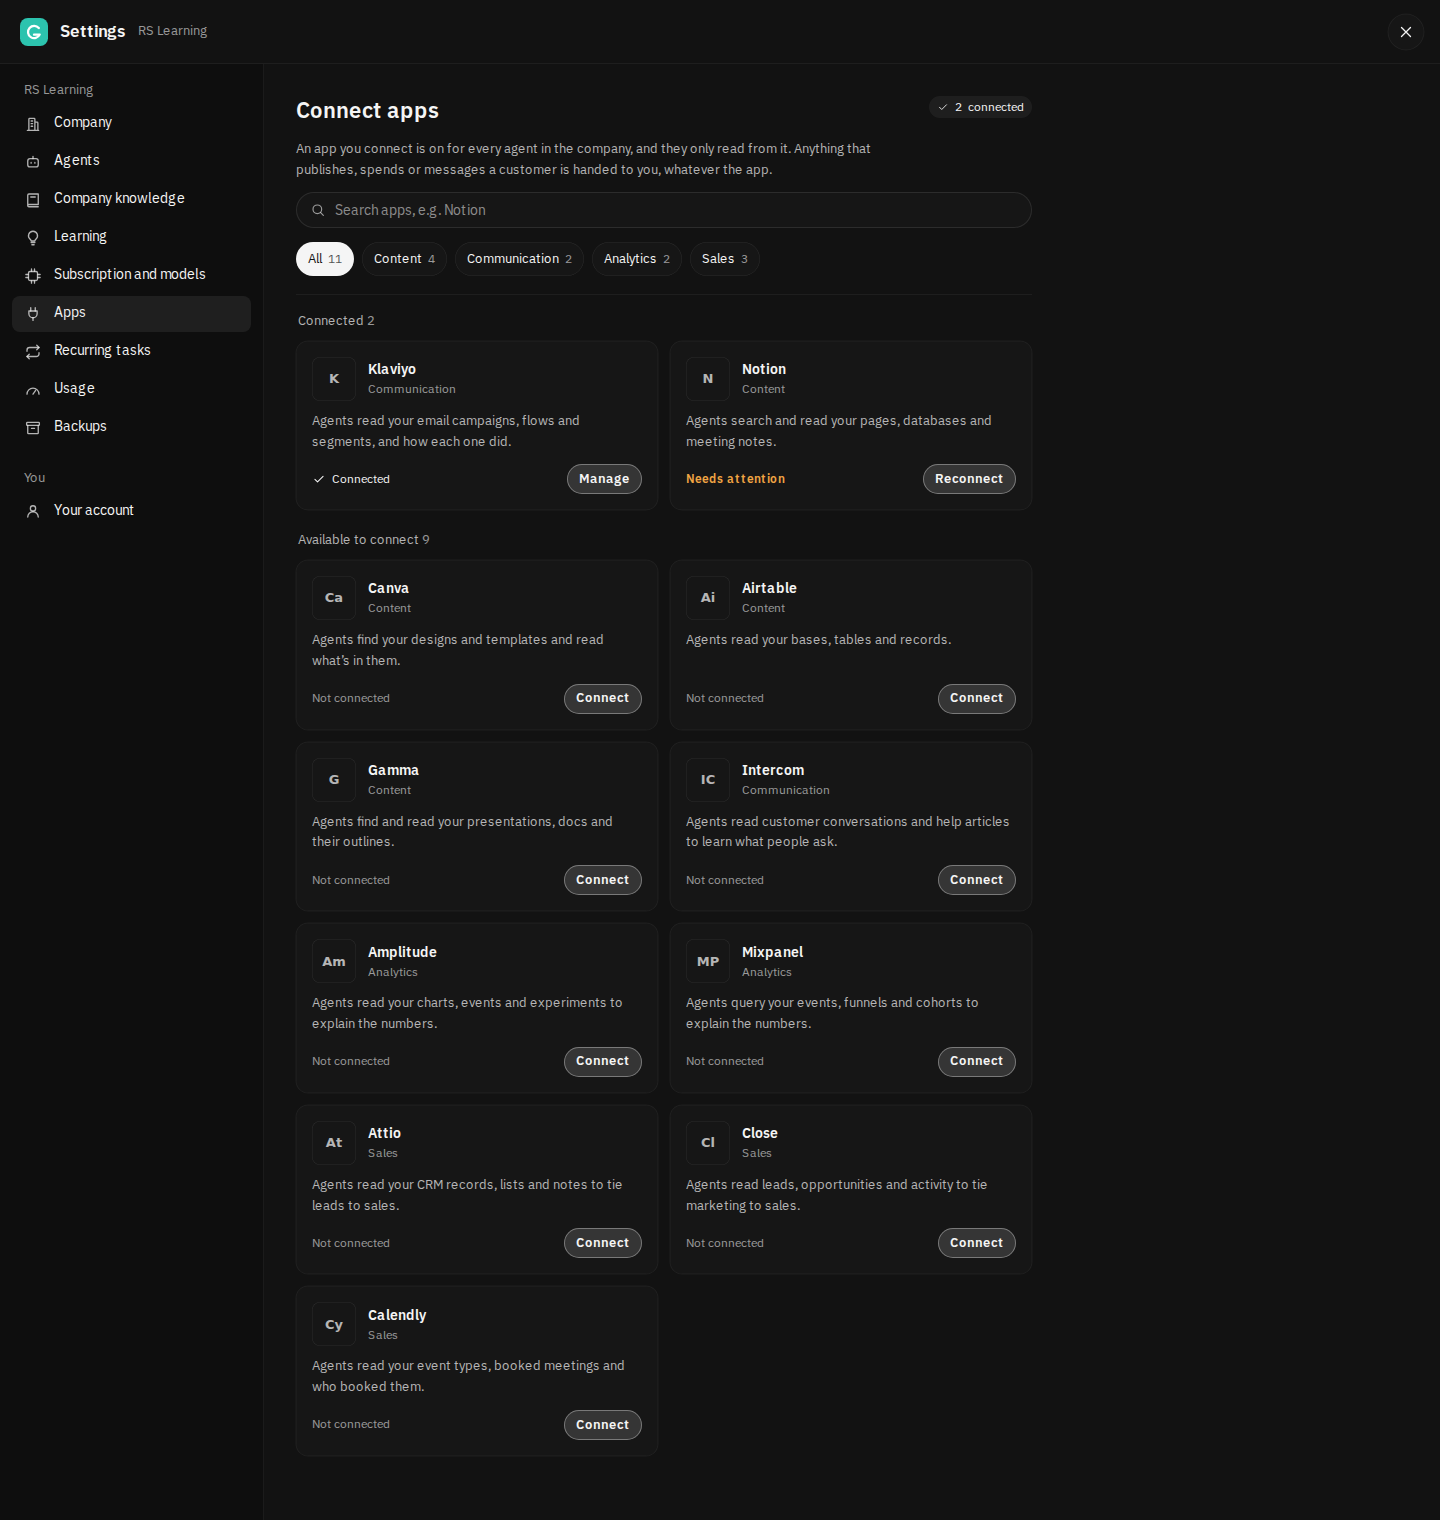 Settings RS Learning
RS Learning
Company
Agents
Company knowledge
Learning
Subscription and models
Apps
Recurring tasks
Usage
Backups
You
Your account
Connect apps
2 connected
An app you connect is on for every agent in the company, and they only read from it. Anything that
publishes, spends or messages a customer is handed to you, whatever the app.
Search apps, e.g. Notion
All 11 Content 4 Communication 2 Analytics 2 Sales 3
Connected 2
K
Klaviyo
Communication
Agents read your email campaigns, flows and
segments, and how each one did.
Connected
Manage
N
Notion
Content
Agents search and read your pages, databases and
meeting notes.
Needs attention
Reconnect
Available to connect 9
Ca
Canva
Content
Agents find your designs and templates and read
what's in them.
Not connected
Connect
Ai
Airtable
Content
Agents read your bases, tables and records.
Not connected
Connect
G
Gamma
Content
Agents find and read your presentations, docs and
their outlines.
Not connected
Connect
IC
Intercom
Communication
Agents read customer conversations and help articles
to learn what people ask.
Not connected
Connect
Am
Amplitude
Analytics
Agents read your charts, events and experiments to
explain the numbers.
Not connected
Connect
MP
Mixpanel
Analytics
Agents query your events, funnels and cohorts to
explain the numbers.
Not connected
Connect
At
Attio
Sales
Agents read your CRM records, lists and notes to tie
leads to sales.
Not connected
Connect
Cl
Close
Sales
Agents read leads, opportunities and activity to tie
marketing to sales.
Not connected
Connect
Cy
Calendly
Sales
Agents read your event types, booked meetings and
who booked them.
Not connected
Connect